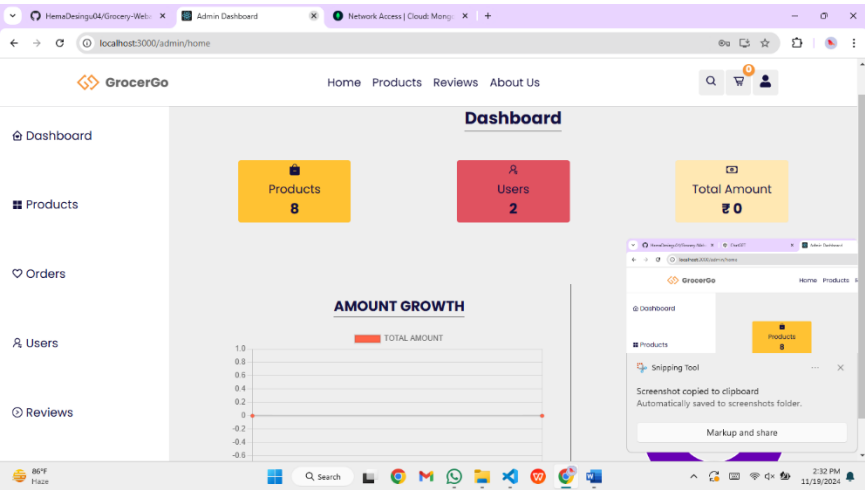 HemaDesingu04/Grocery-Webs
Admin Dashboard
Network Access | Cloud: Mongo
localhost:3000/admin/home
GrocerGo
Home Products Reviews About Us
0
Dashboard
Dashboard
Products
Orders
Users
Reviews
Products
8
Users
2
Total Amount
₹ 0
AMOUNT GROWTH
TOTAL AMOUNT
1.0
0.8
0.6
0.4
0.2
0
-0.2
-0.4
-0.6
Admin Dashboard
localhost:3000/admin/home
GrocerGo
Home Products
Dashboard
Products
Products
8
Snipping Tool
Screenshot copied to clipboard
Automatically saved to screenshots folder.
Markup and share
86°F
Haze
Search
2:32 PM
11/19/2024